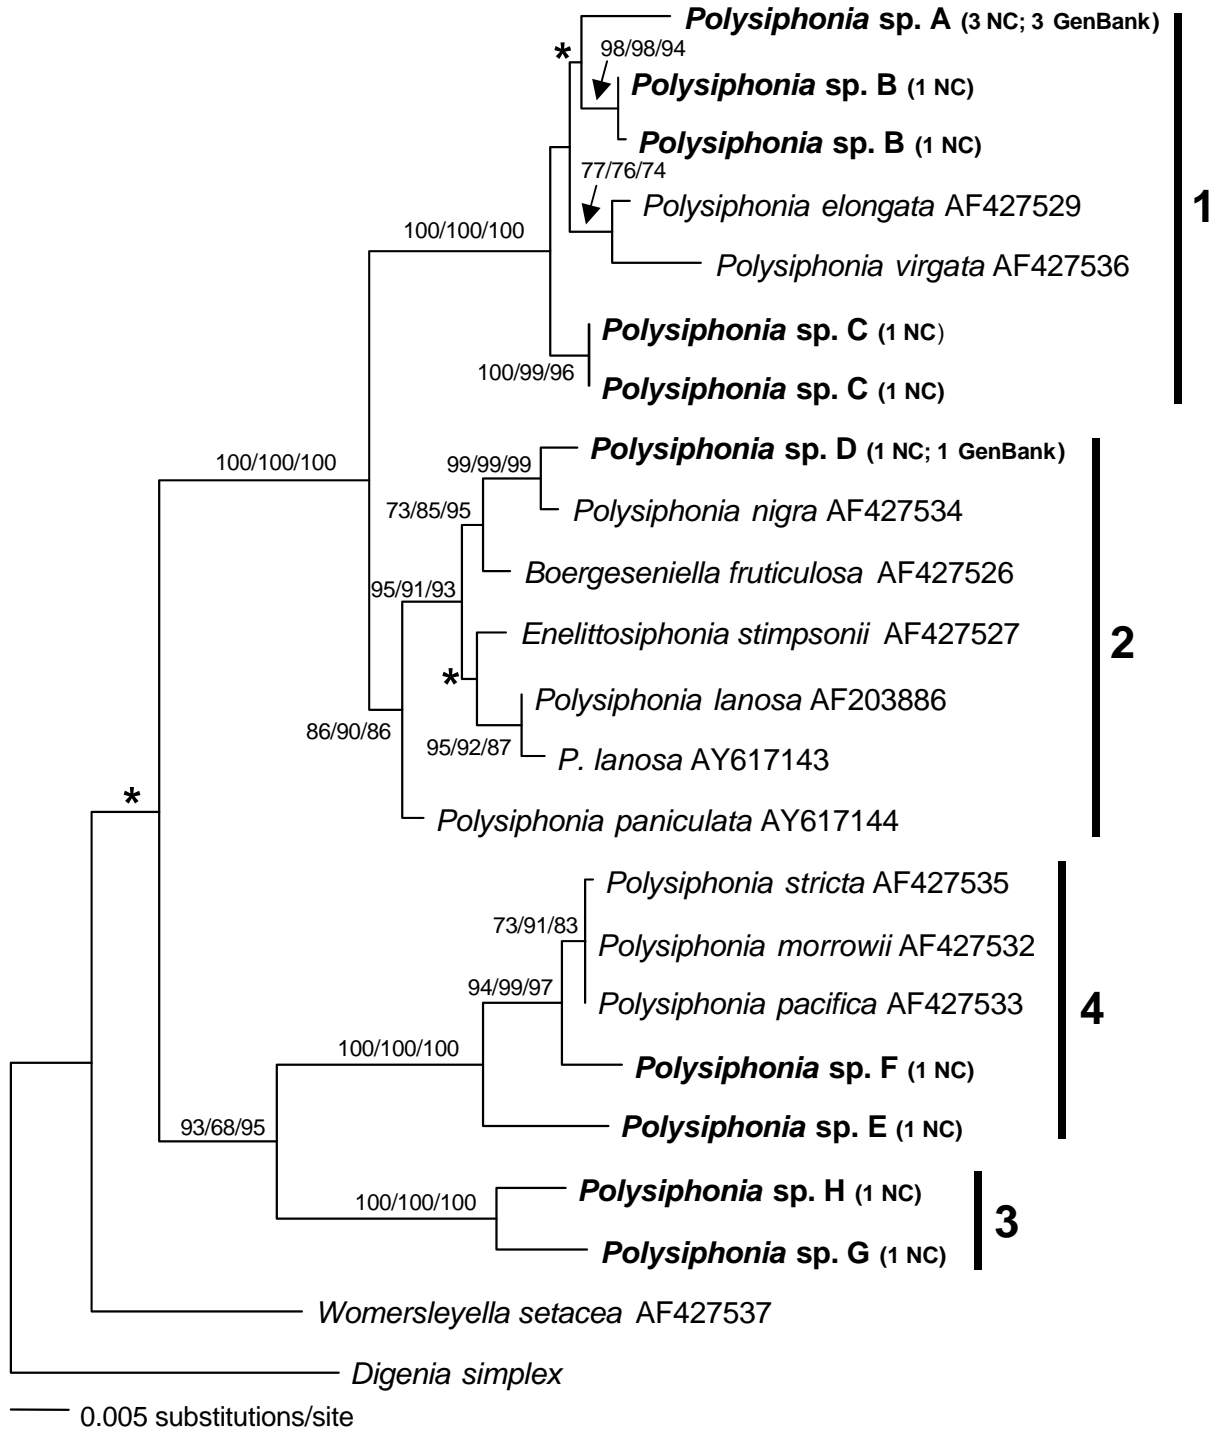 Polysiphonia sp. A (3 NC; 3 GenBank)
*
98/98/94
Polysiphonia sp. B (1 NC)
Polysiphonia sp. B (1 NC)
77/76/74
Polysiphonia elongata AF427529
1
100/100/100
Polysiphonia virgata AF427536
Polysiphonia sp. C (1 NC)
100/99/96
Polysiphonia sp. C (1 NC)
Polysiphonia sp. D (1 NC; 1 GenBank)
100/100/100
99/99/99
73/85/95
Polysiphonia nigra AF427534
Boergeseniella fruticulosa AF427526
95/91/93
Enelittosiphonia stimpsonii AF427527
2
*
Polysiphonia lanosa AF203886
86/90/86
95/92/87
P. lanosa AY617143
*
Polysiphonia paniculata AY617144
Polysiphonia stricta AF427535
73/91/83
Polysiphonia morrowii AF427532
94/99/97
Polysiphonia pacifica AF427533
4
100/100/100
Polysiphonia sp. F (1 NC)
93/68/95
Polysiphonia sp. E (1 NC)
Polysiphonia sp. H (1 NC)
100/100/100
3
Polysiphonia sp. G (1 NC)
Womersleyella setacea AF427537
Digenia simplex
0.005 substitutions/site